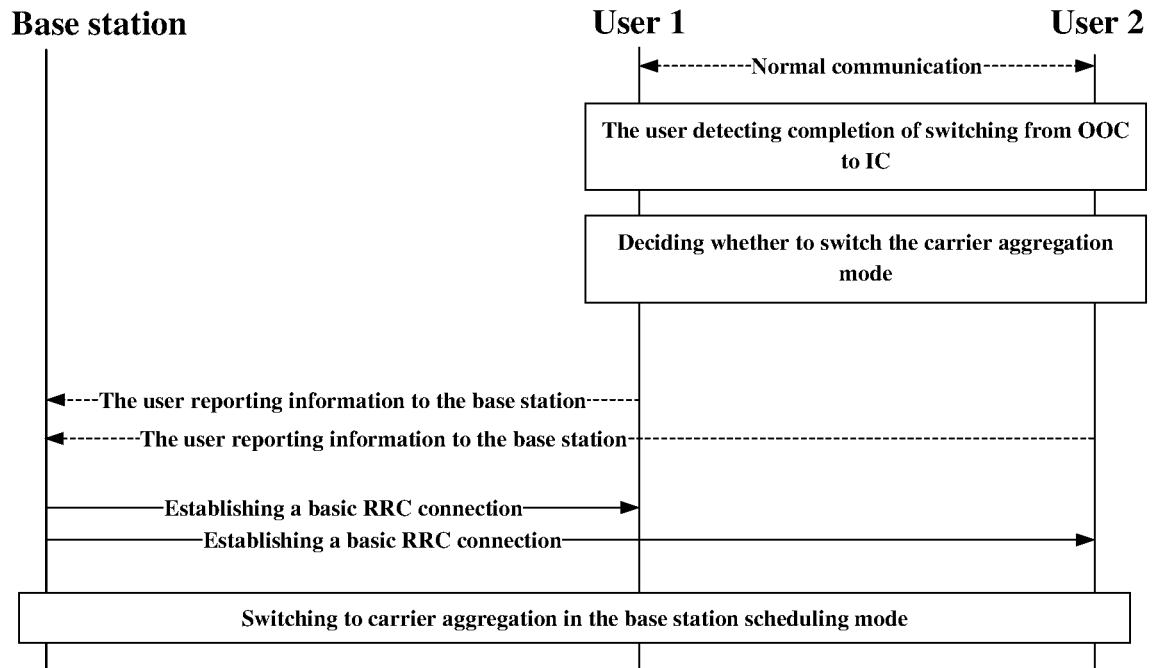 Base station
User 1
User 2
Normal communication
The user detecting completion of switching from OOC
to IC
Deciding whether to switch the carrier aggregation
mode
The user reporting information to the base station
The user reporting information to the base station
Establishing a basic RRC connection
Establishing a basic RRC connection
Switching to carrier aggregation in the base station scheduling mode